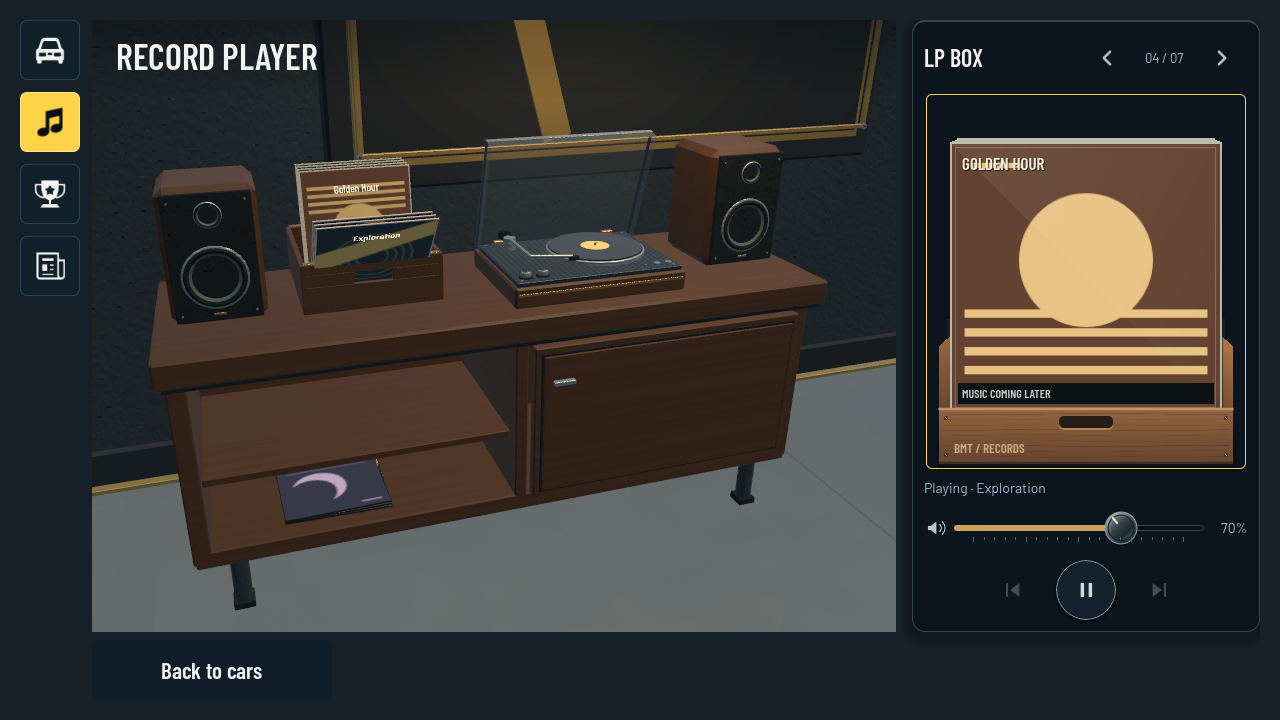 RECORD PLAYER
Golden Hour
Exploration
Back to cars
LP BOX
04 / 07
GOLDEN HOUR
MUSIC COMING LATER
BMT / RECORDS
Playing · Exploration
70%